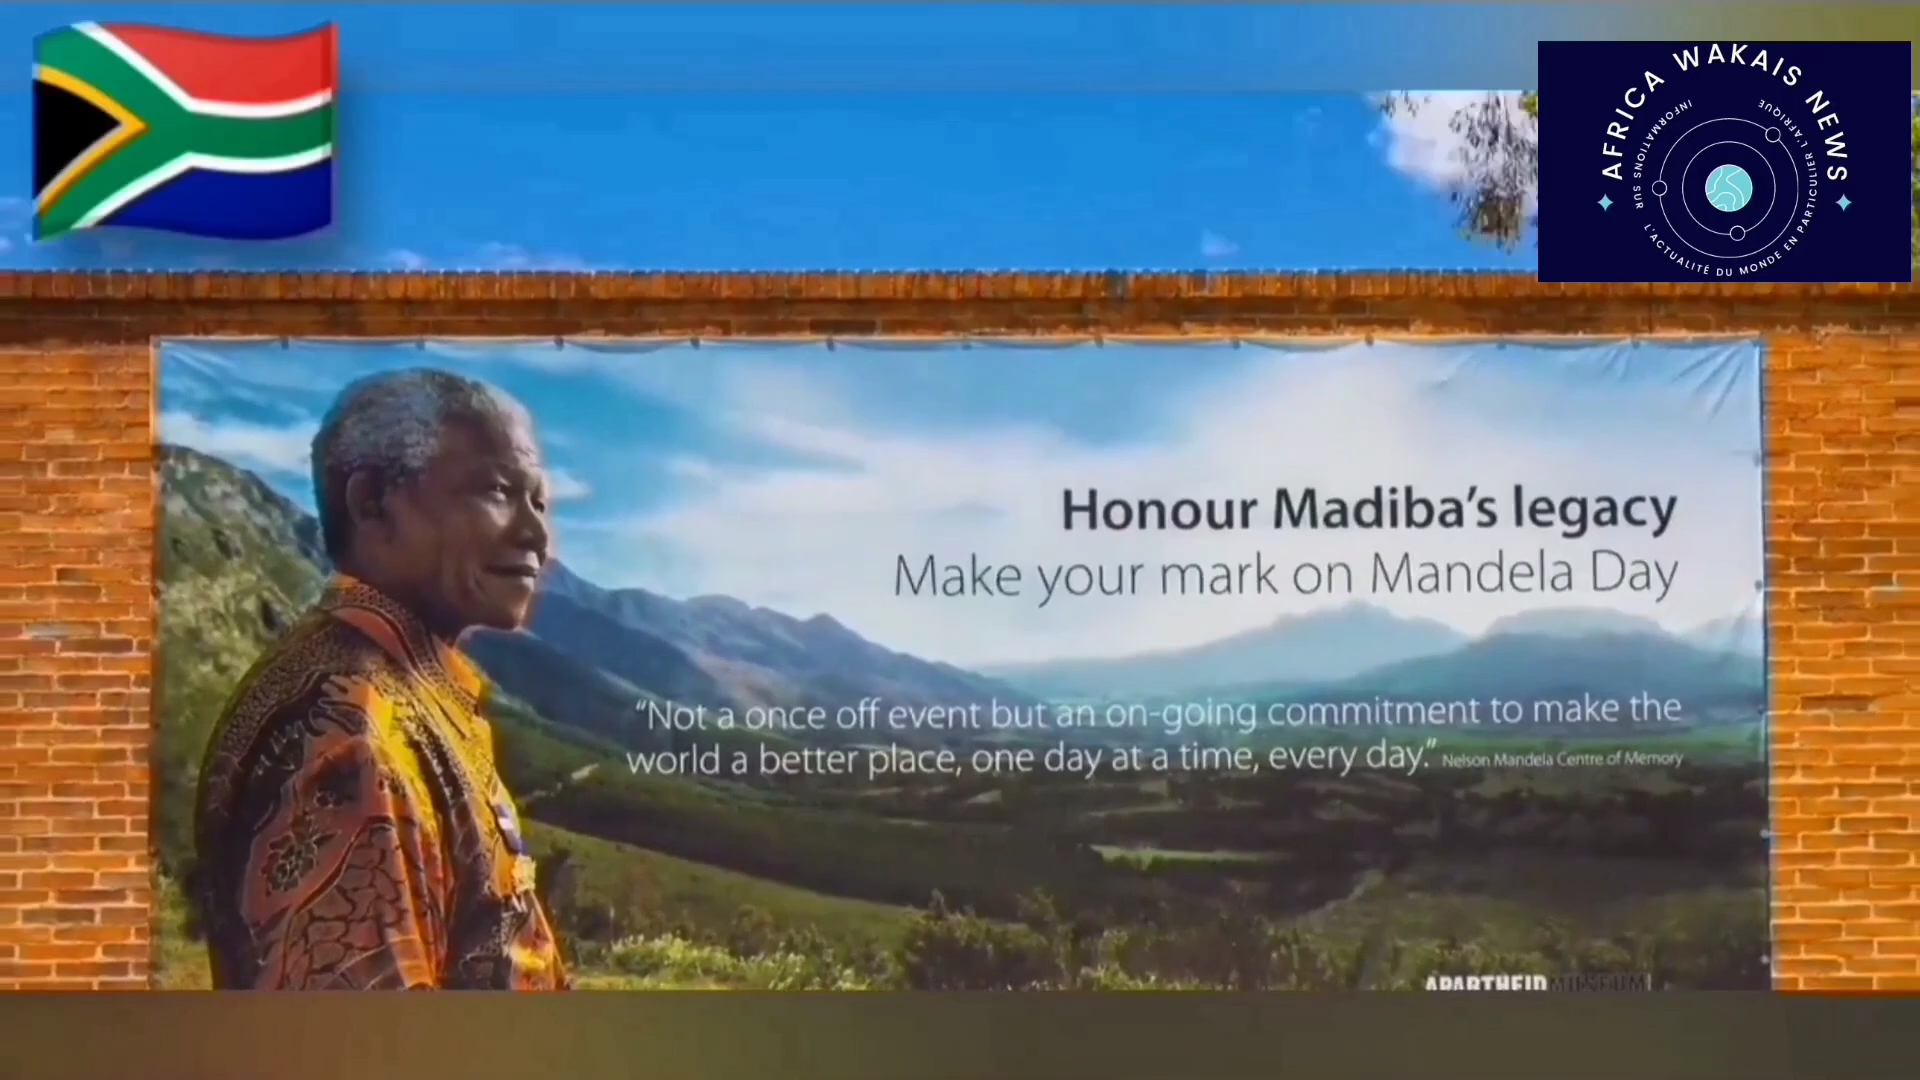 AFRICA WAKAIS NEWS
INFORMATIONS SUR L'ACTUALITÉ DU MONDE EN PARTICULIER L'AFRIQUE
Honour Madiba's legacy
Make your mark on Mandela Day
“Not a once off event but an on-going commitment to make the
world a better place, one day at a time, every day.” Nelson Mandela Centre of Memory
APARTHEID MUSEUM